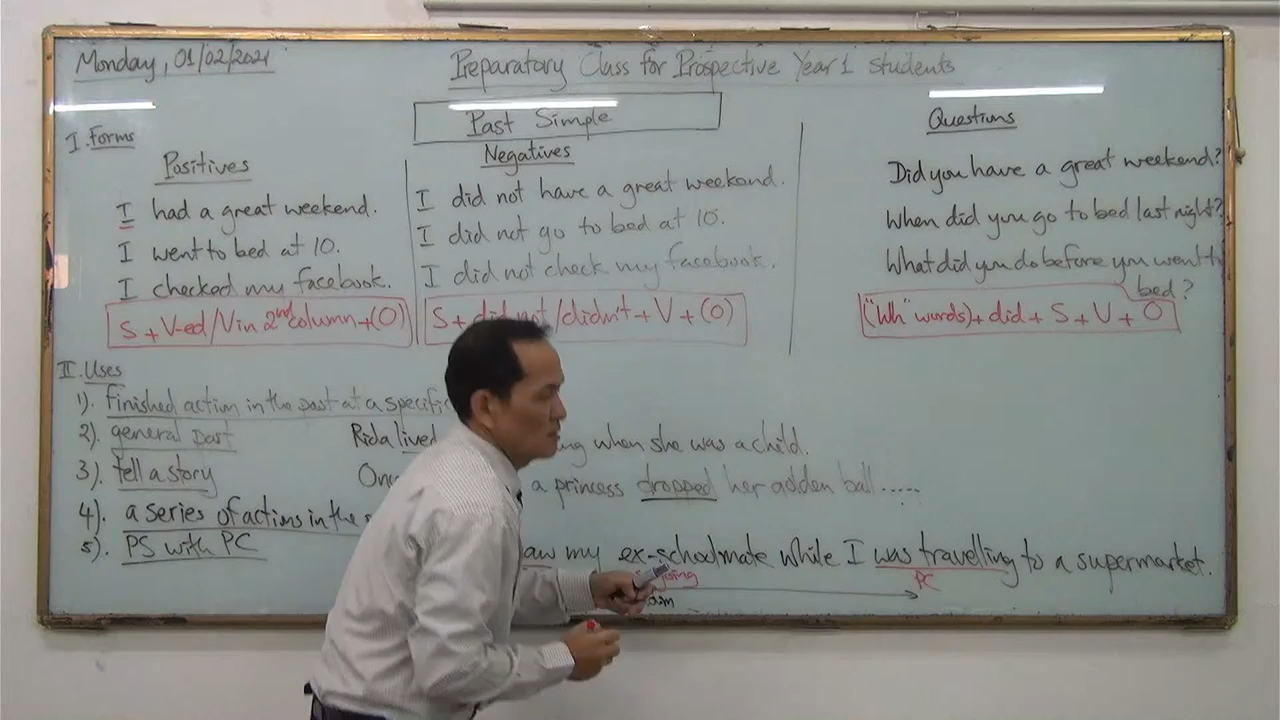 Monday, 01/02/2021
Preparatory Class for Prospective Year 1 students
Past Simple
I. Forms
Positives
I had a great weekend.
I went to bed at 10.
I checked my facebook.
S + V-ed/V in 2nd column + (O)
Negatives
I did not have a great weekend.
I did not go to bed at 10.
I did not check my facebook.
S + did not/didn't + V + (O)
Questions
Did you have a great weekend?
When did you go to bed last night?
What did you do before you went to
bed?
("Wh" words) + did + S + V + O
II. Uses
1). finished action in the past at a specific
2). general past Rida lived when she was a child.
3). tell a story a princess dropped her golden ball .....
4). a series of actions in the
5). PS with PC my ex-schoolmate while I was travelling to a supermarket.
PC